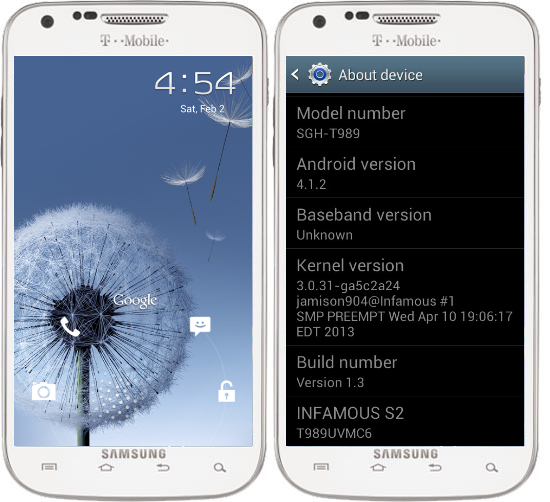 T··Mobile·
4:54
Sat, Feb 2
Google
SAMSUNG
T··Mobile·
About device
Model number
SGH-T989
Android version
4.1.2
Baseband version
Unknown
Kernel version
3.0.31-ga5c2a24
jamison904@Infamous #1
SMP PREEMPT Wed Apr 10 19:06:17
EDT 2013
Build number
Version 1.3
INFAMOUS S2
T989UVMC6
SAMSUNG